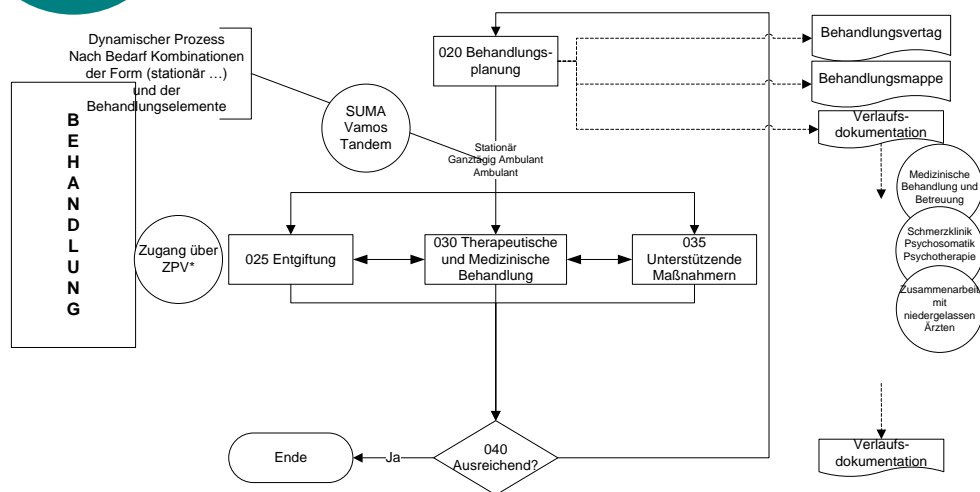 Dynamischer Prozess
Nach Bedarf Kombinationen
der Form (stationär ...)
und der
Behandlungselemente
020 Behandlungs-
planung
Behandlungsvertag
Behandlungsmappe
Verlaufs-
dokumentation
B
E
H
A
N
D
L
U
N
G
SUMA
Vamos
Tandem
Stationär
Ganztägig Ambulant
Ambulant
Medizinische
Behandlung und
Betreuung
Schmerzklinik
Psychosomatik
Psychotherapie
Zusammenarbeit
mit
niedergelassen
Ärzten
Zugang über
ZPV*
025 Entgiftung
030 Therapeutische
und Medizinische
Behandlung
035
Unterstützende
Maßnahmern
040
Ausreichend?
Ja
Ende
Verlaufs-
dokumentation